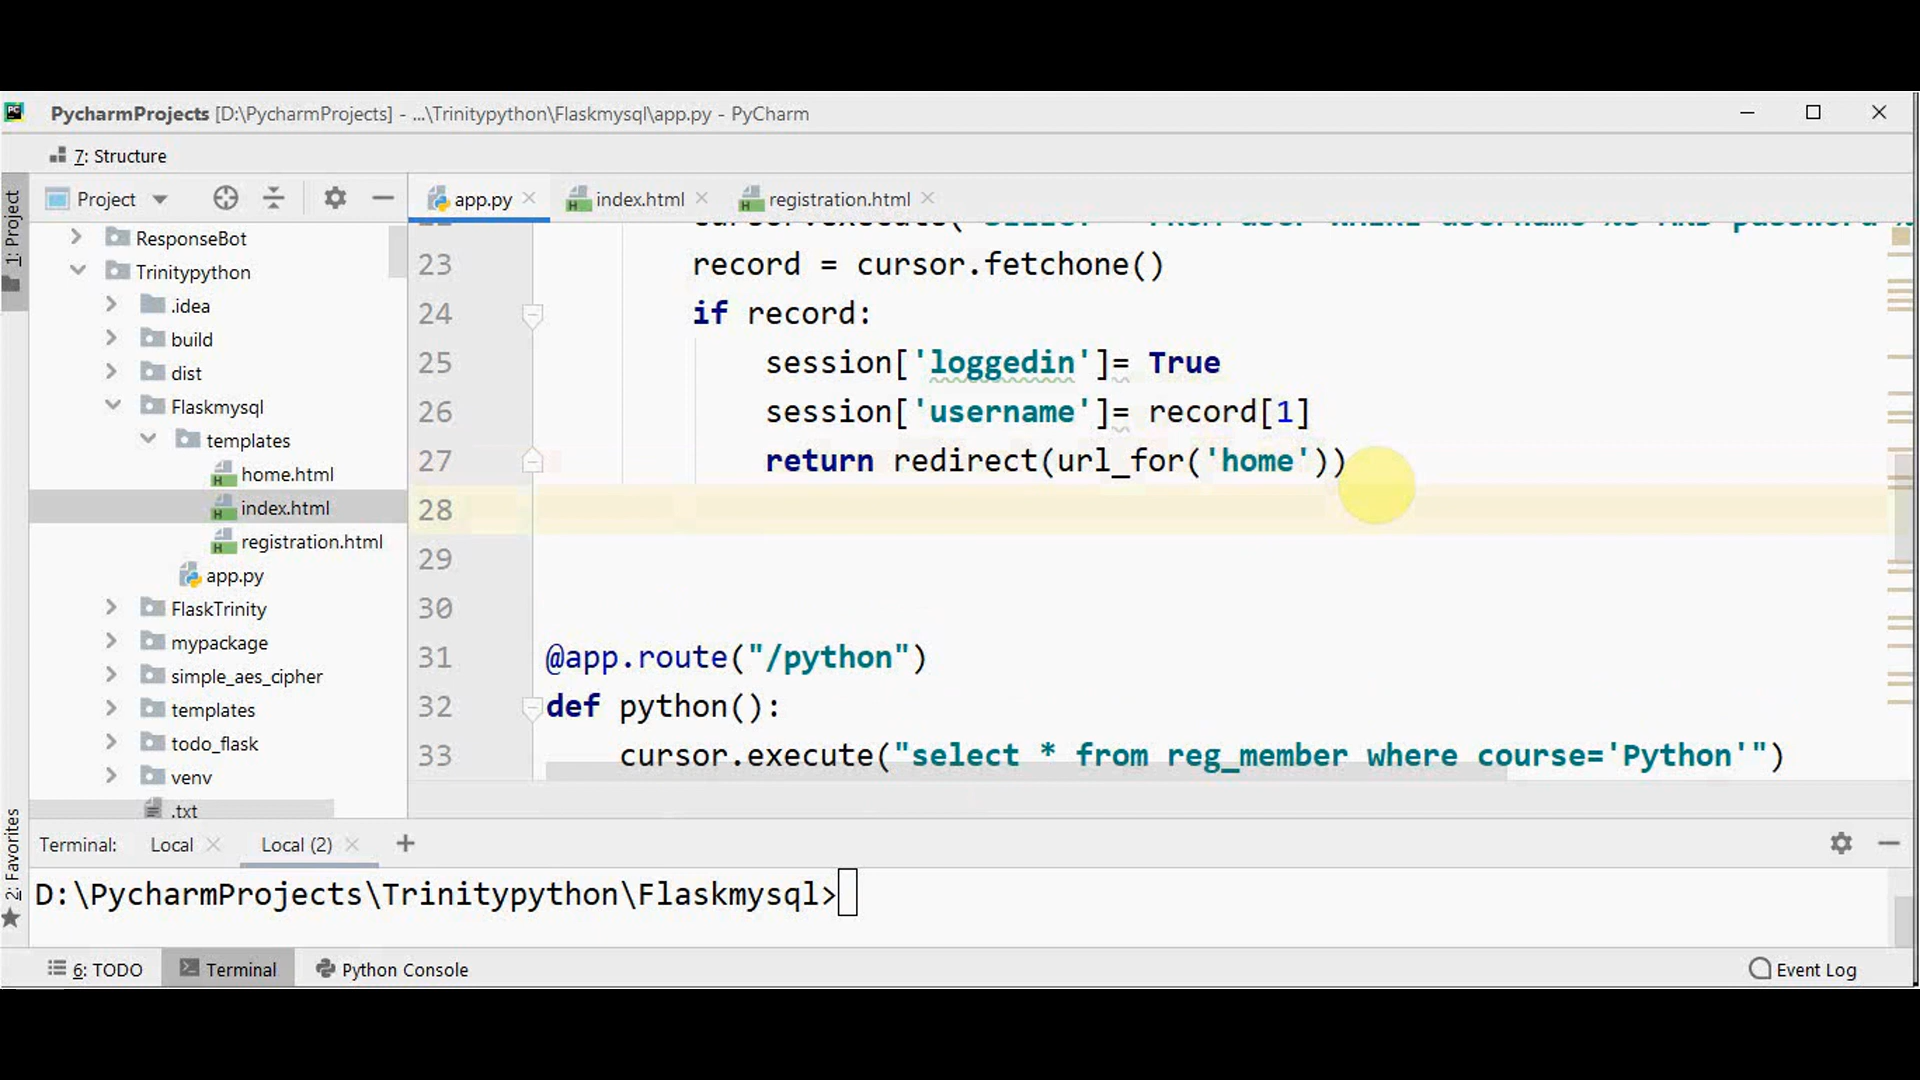 PycharmProjects [D:\PycharmProjects] - ...\Trinitypython\Flaskmysql\app.py - PyCharm
7: Structure
1: Project
Project
app.py
index.html
registration.html
ResponseBot
Trinitypython
.idea
build
dist
Flaskmysql
templates
home.html
index.html
registration.html
app.py
FlaskTrinity
mypackage
simple_aes_cipher
templates
todo_flask
venv
.txt
23 record = cursor.fetchone()
24 if record:
25 session['loggedin']= True
26 session['username']= record[1]
27 return redirect(url_for('home'))
28
29
30
31 @app.route("/python")
32 def python():
33 cursor.execute("select * from reg_member where course='Python'")
2: Favorites
Terminal: Local Local (2) +
D:\PycharmProjects\Trinitypython\Flaskmysql>
6: TODO Terminal Python Console Event Log